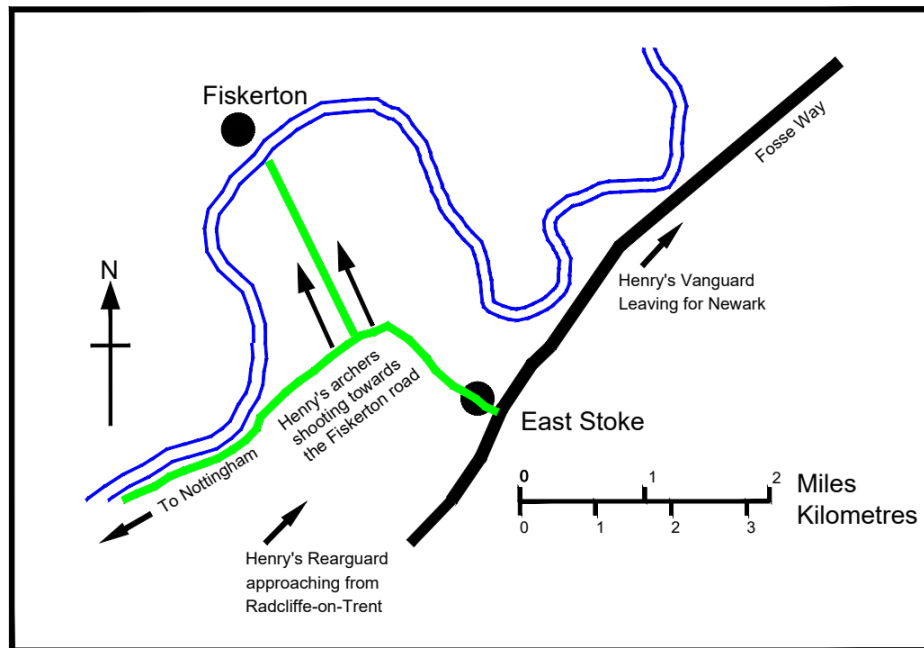 Fiskerton
Fosse Way
N
Henry's Vanguard
Leaving for Newark
Henry's archers
shooting towards
the Fiskerton road
East Stoke
To Nottingham
0 1 2 Miles
0 1 2 3 Kilometres
Henry's Rearguard
approaching from
Radcliffe-on-Trent